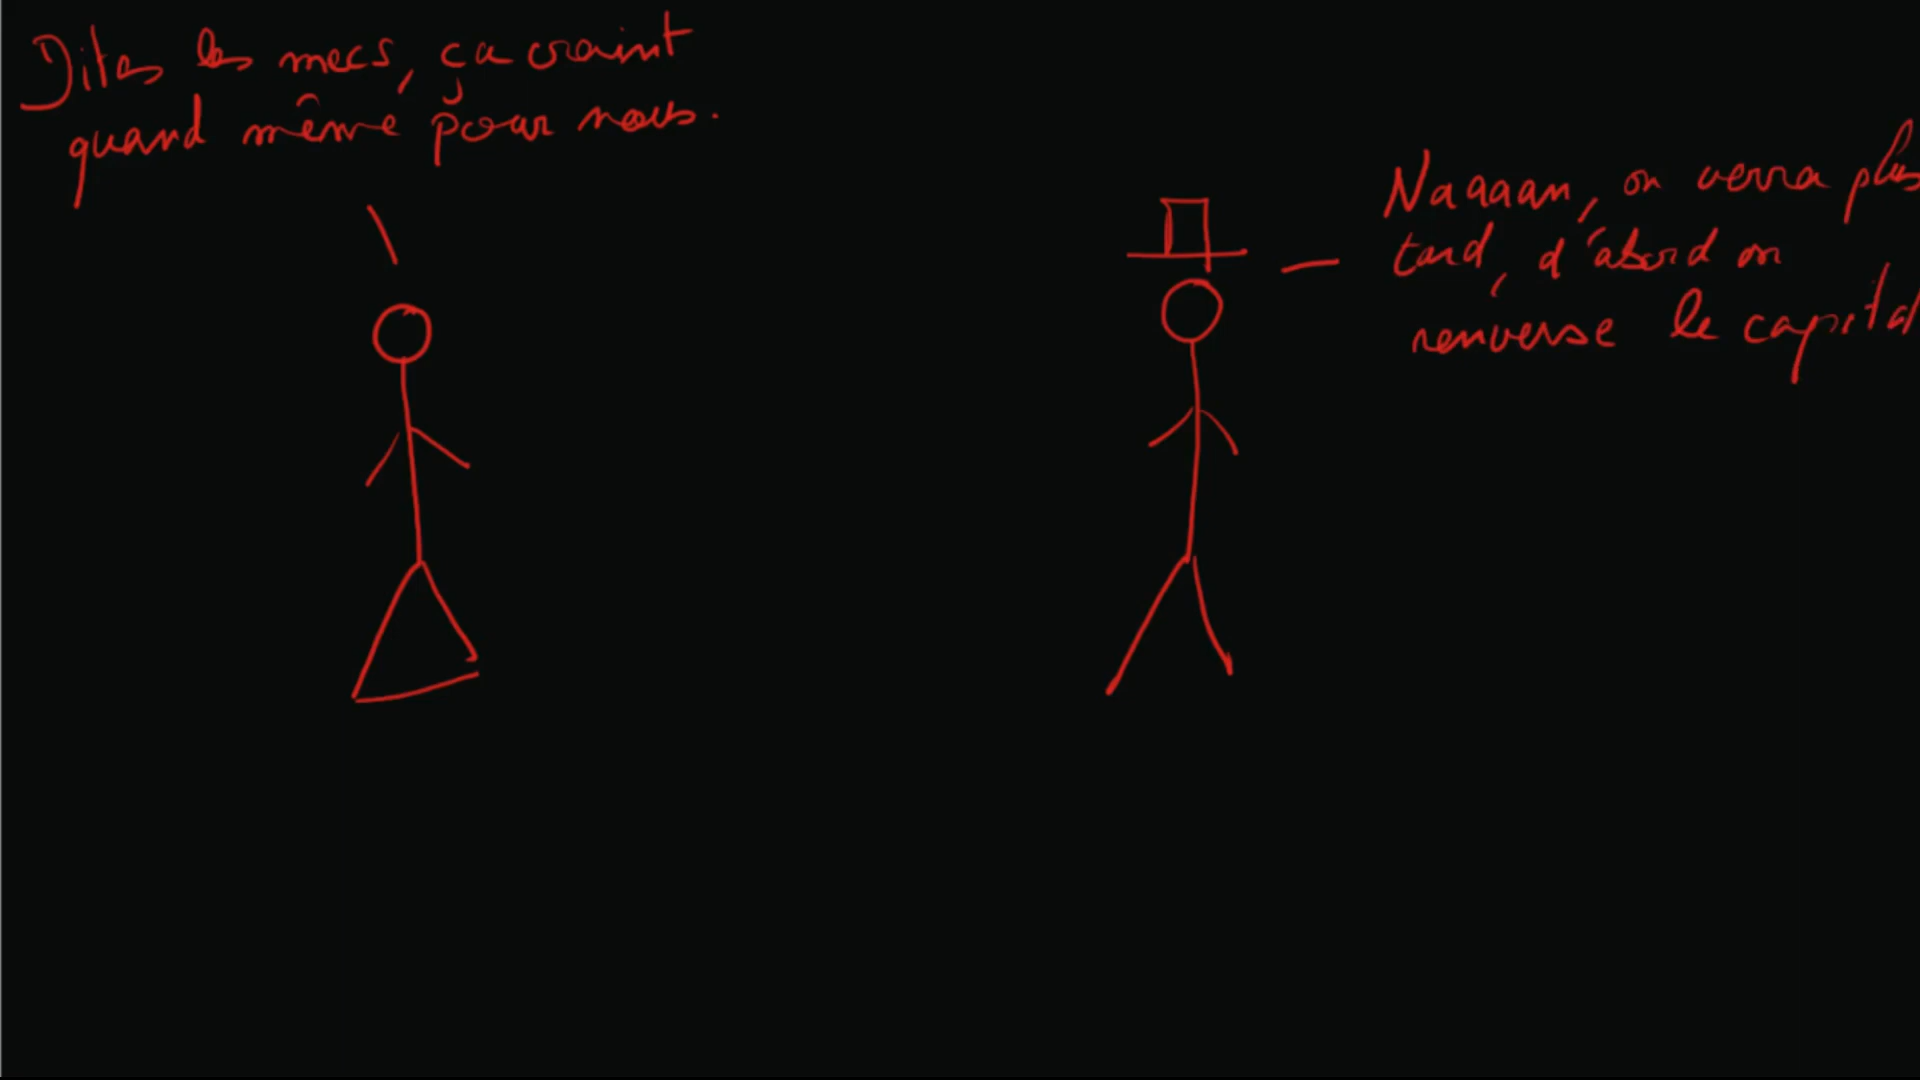 Dites les mecs, ça craint
quand même pour nous.
Naaaan, on verra plus
tard, d'abord on
renverse le capital